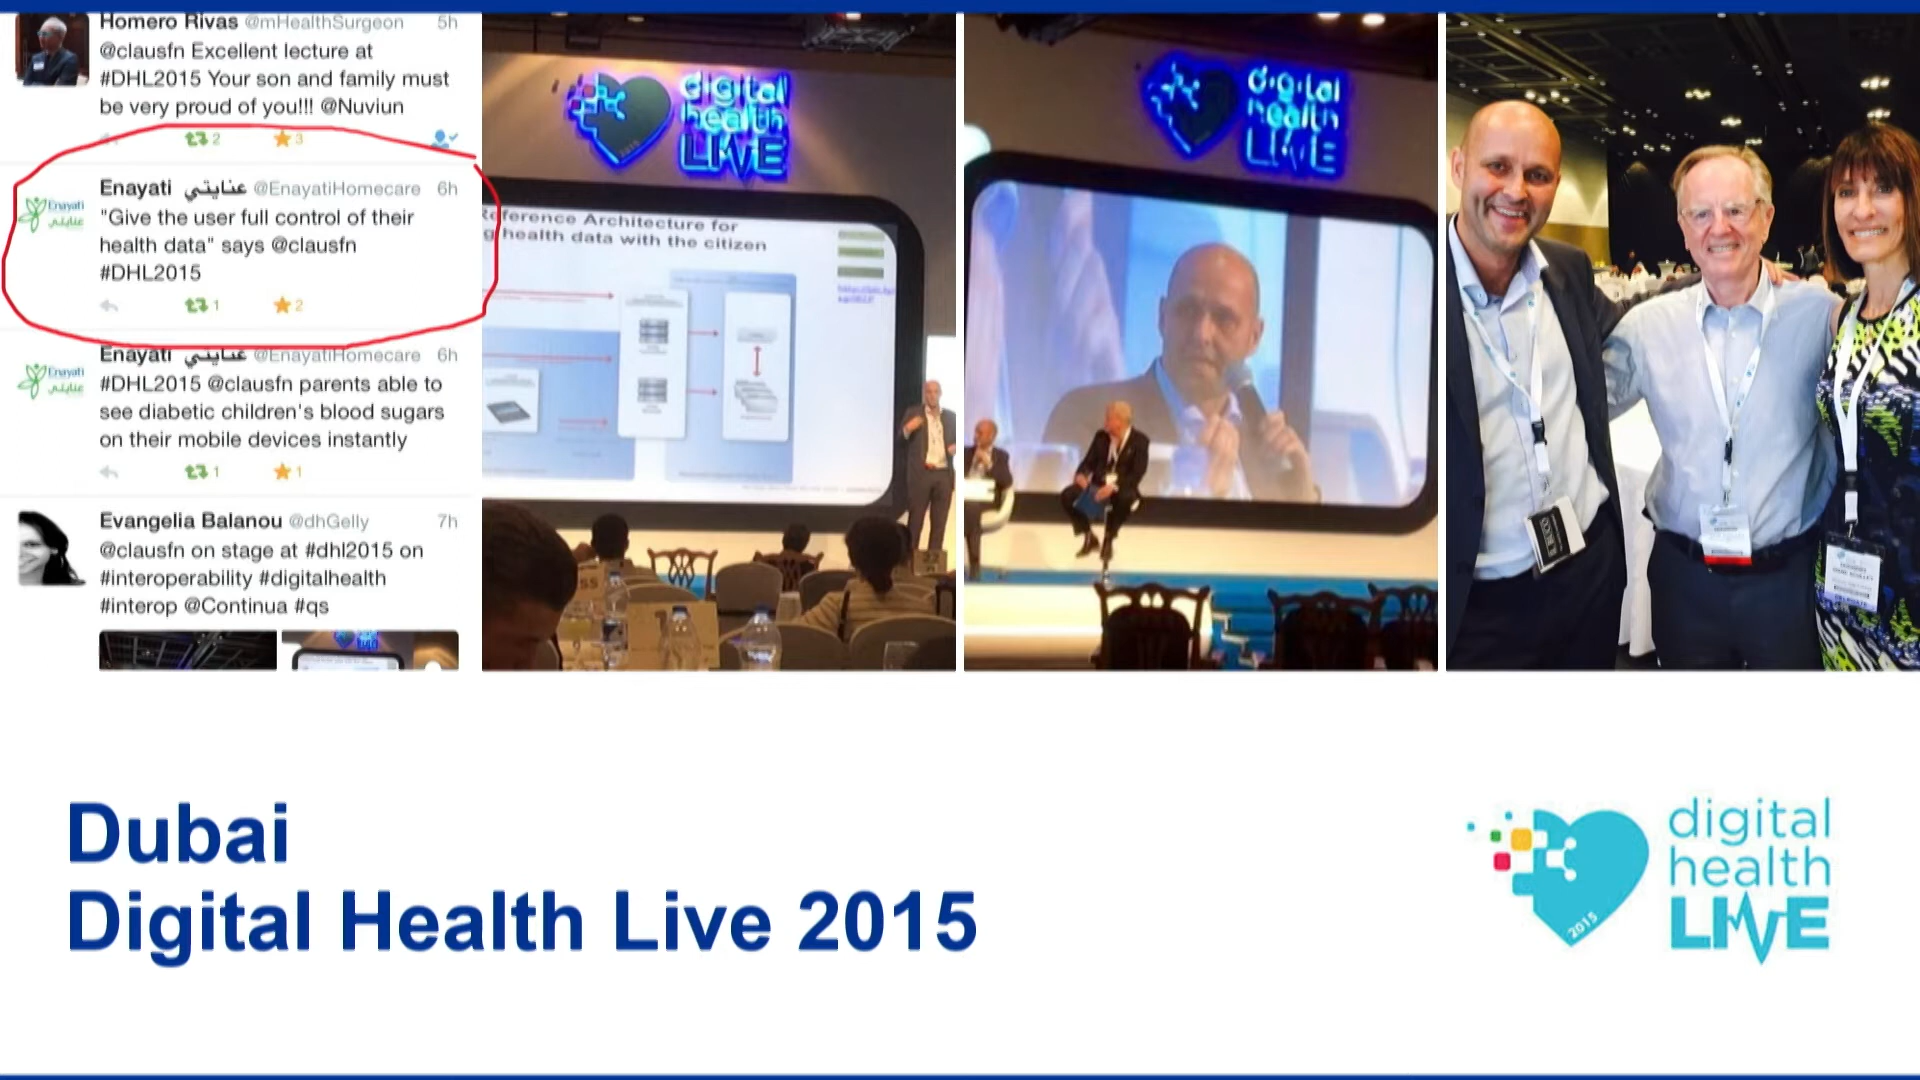 Homero Rivas @mHealthSurgeon 5h
@clausfn Excellent lecture at
#DHL2015 Your son and family must
be very proud of you!!! @Nuviun
2 3
Enayati عنايتي @EnayatiHomecare 6h
Enayati
عنايتي
"Give the user full control of their
health data" says @clausfn
#DHL2015
1 2
Enayati عنايتي @EnayatiHomecare 6h
Enayati
عنايتي
#DHL2015 @clausfn parents able to
see diabetic children's blood sugars
on their mobile devices instantly
1 1
Evangelia Balanou @dhGelly 7h
@clausfn on stage at #dhl2015 on
#interoperability #digitalhealth
#interop @Continua #qs
digital
health
LIVE
2015
Reference Architecture for
health data with the citizen
digital
health
LIVE
Dubai
Digital Health Live 2015
digital
health
LIVE
2015